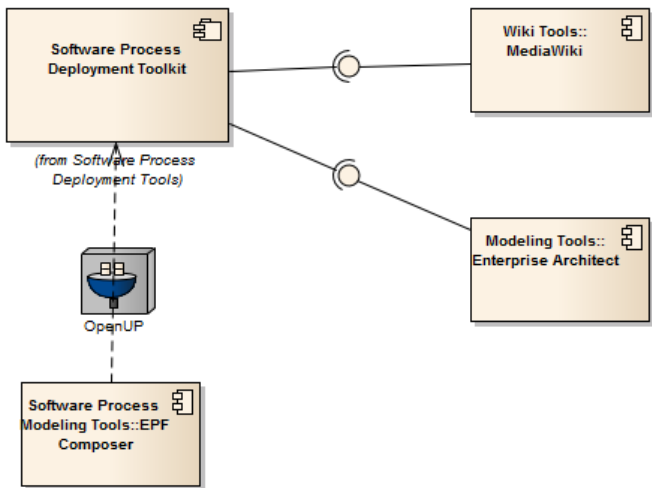 Software Process
Deployment Toolkit
(from Software Process
Deployment Tools)
Wiki Tools::
MediaWiki
Modeling Tools::
Enterprise Architect
OpenUP
Software Process
Modeling Tools::EPF
Composer